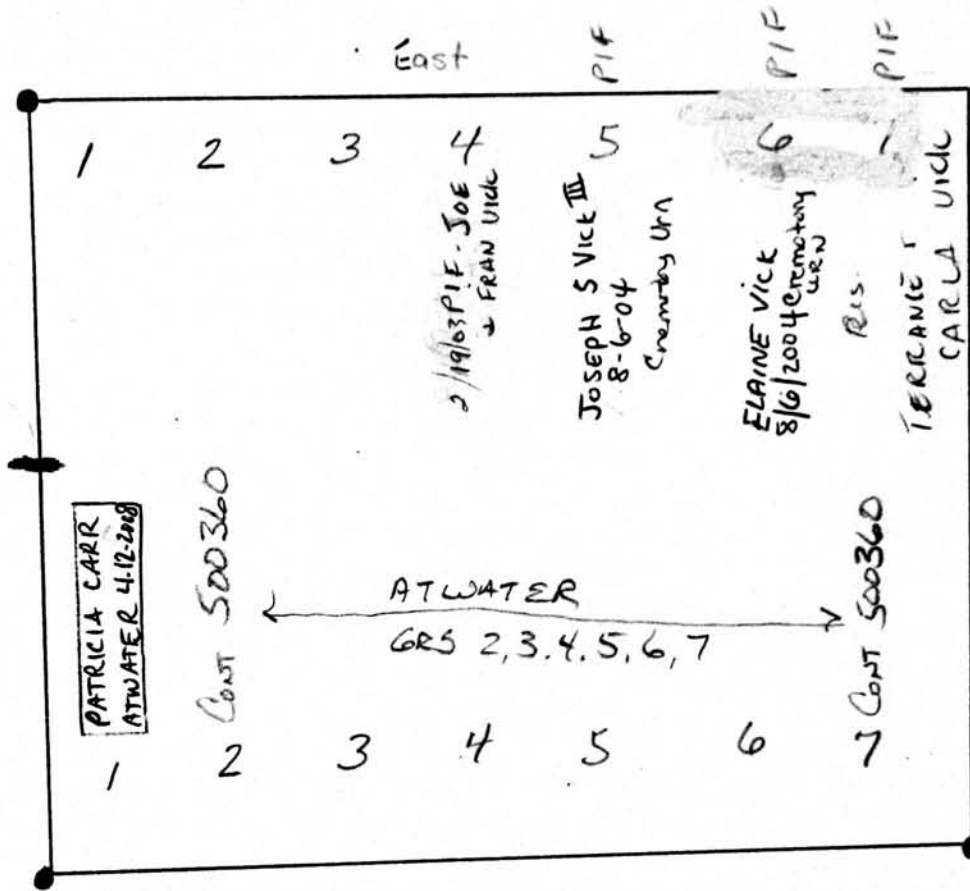 East
PIF
PIF
PIF
1 2 3 4 5 6
2/19/03 PIF - JOE
+ FRAN VICK
JOSEPH S VICK III
8-6-04
Crematory Urn
ELAINE VICK
8/6/2004 Crematory
URN
Res.
TERRANCE +
CARLA VICK
PATRICIA CARR
ATWATER 4-12-2008
CONT 500360
ATWATER
GRS 2,3.4,5,6,7
CONT 500360
1 2 3 4 5 6 7